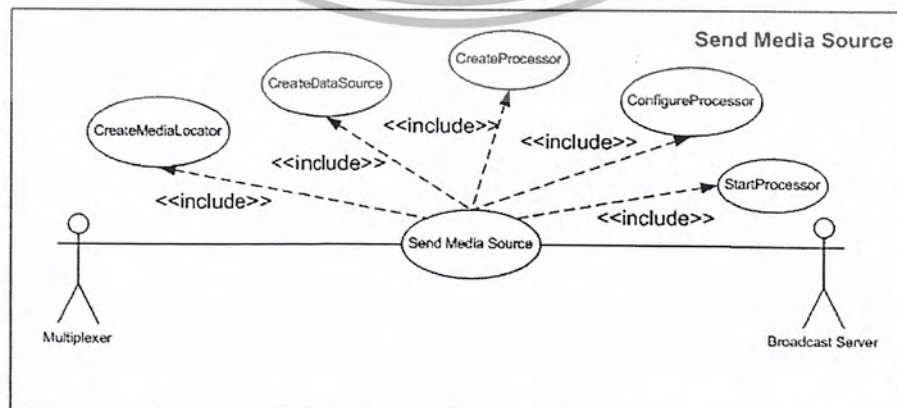 Send Media Source
CreateProcessor
CreateDataSource
ConfigureProcessor
CreateMediaLocator
<<include>>
<<include>>
<<include>>
<<include>>
<<include>>
StartProcessor
Send Media Source
Multiplexer
Broadcast Server